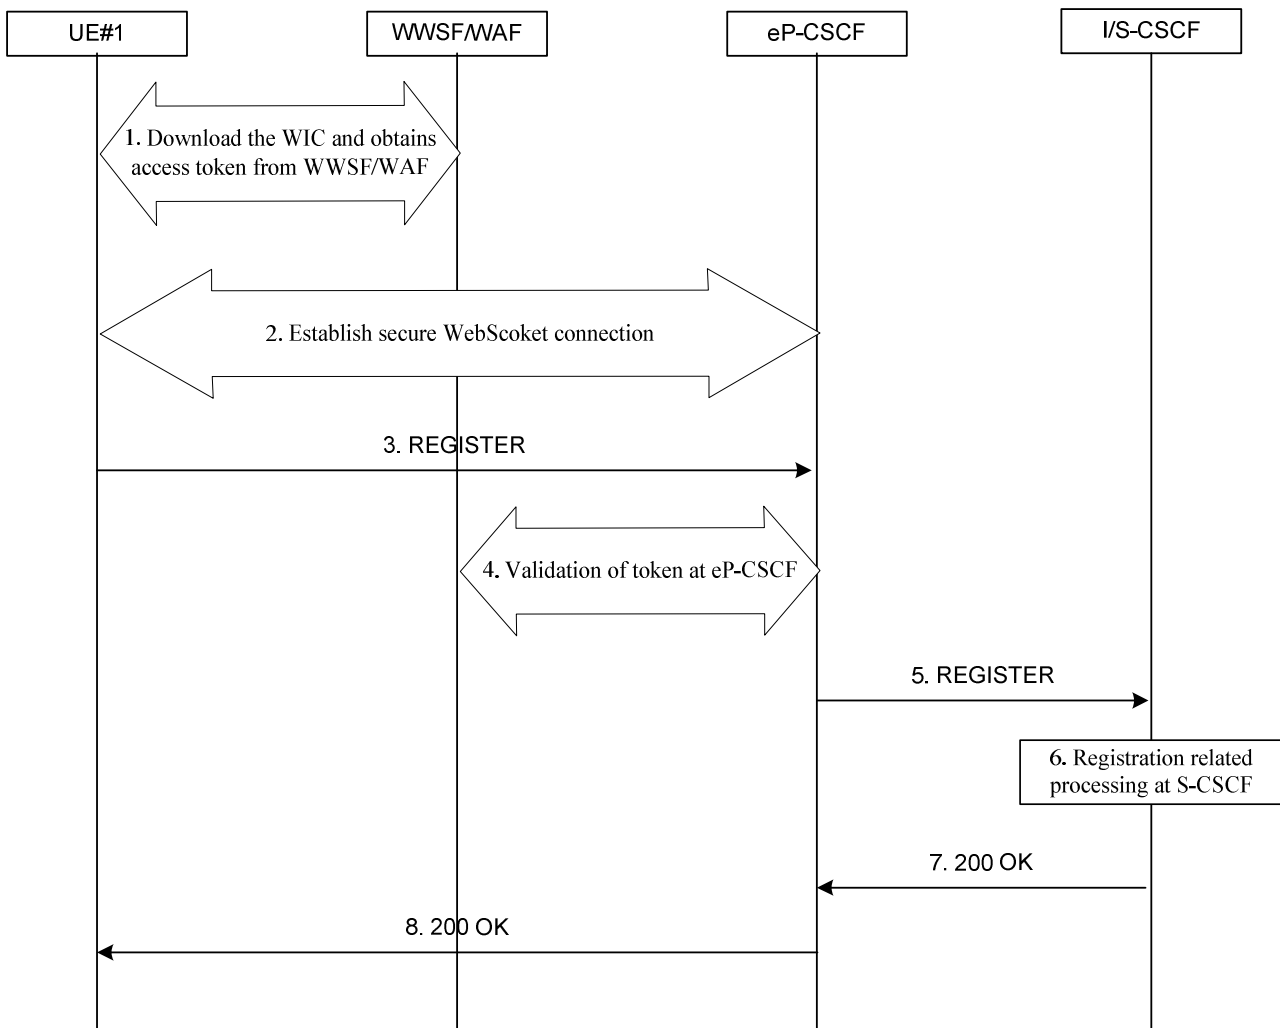 UE#1
WWSF/WAF
eP-CSCF
I/S-CSCF
1. Download the WIC and obtains
access token from WWSF/WAF
2. Establish secure WebScoket connection
3. REGISTER
4. Validation of token at eP-CSCF
5. REGISTER
6. Registration related
processing at S-CSCF
7. 200 OK
8. 200 OK